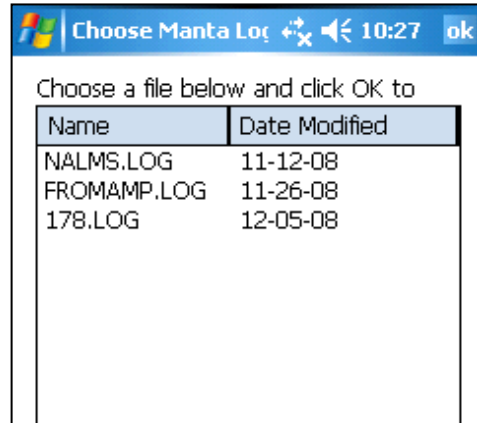 Choose Manta Log 10:27 ok
Choose a file below and click OK to
Name Date Modified
NALMS.LOG 11-12-08
FROMAMP.LOG 11-26-08
178.LOG 12-05-08